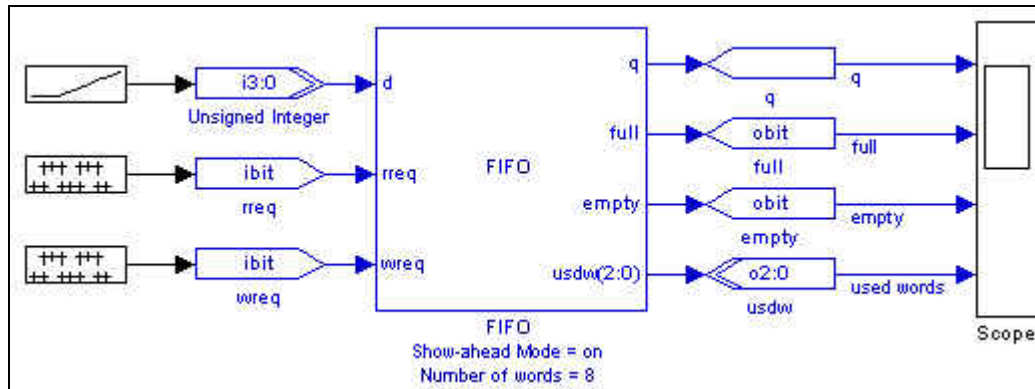 i3:0
Unsigned Integer
ibit
rreq
ibit
wreq
d
rreq
wreq
FIFO
q
full
empty
usdw(2:0)
FIFO
Show-ahead Mode = on
Number of words = 8
q
q
obit
full
full
obit
empty
empty
o2:0
usdw
used words
Scope